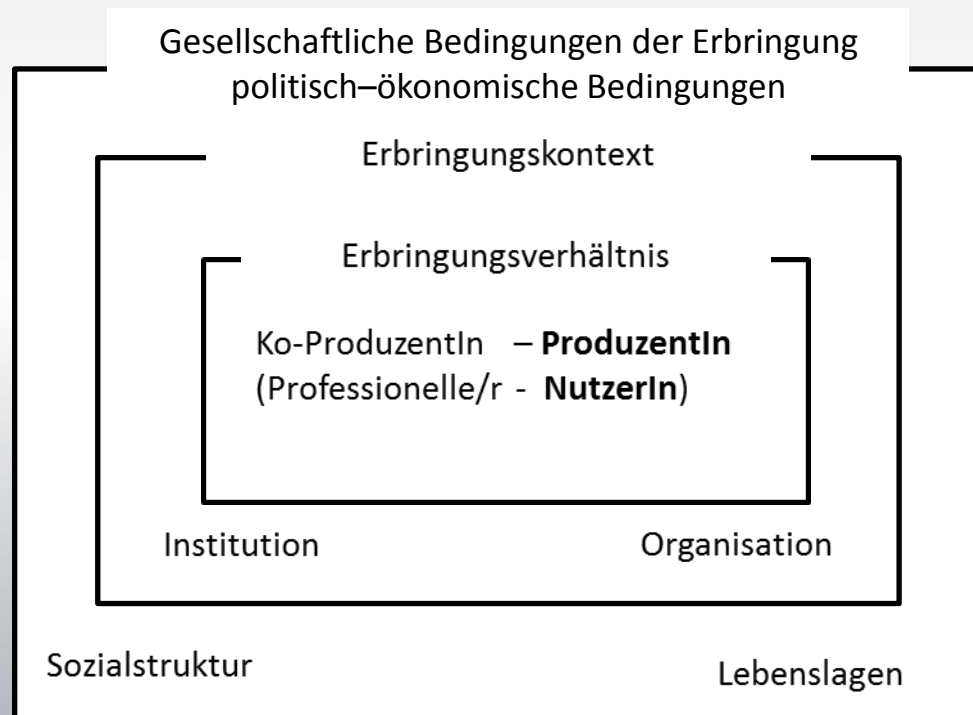 Gesellschaftliche Bedingungen der Erbringung
politisch–ökonomische Bedingungen
Erbringungskontext
Erbringungsverhältnis
Ko-ProduzentIn – ProduzentIn
(Professionelle/r - NutzerIn)
Institution Organisation
Sozialstruktur Lebenslagen